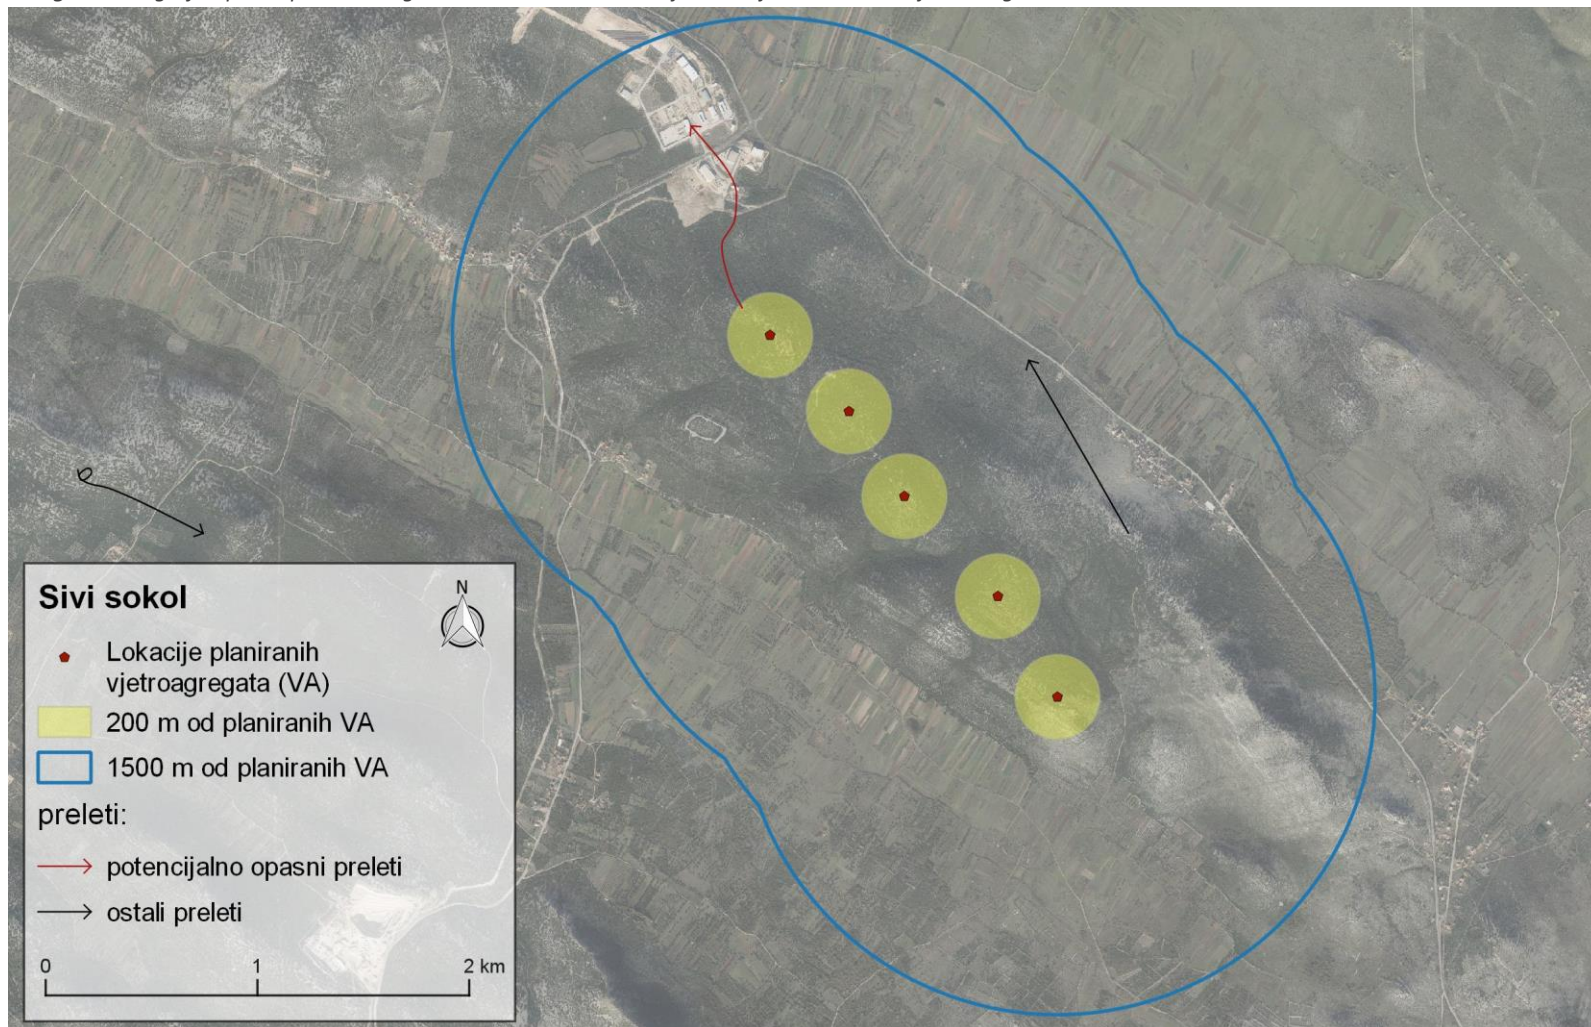 Sivi sokol
N
Lokacije planiranih
vjetroagregata (VA)
200 m od planiranih VA
1500 m od planiranih VA
preleti:
potencijalno opasni preleti
ostali preleti
0 1 2 km